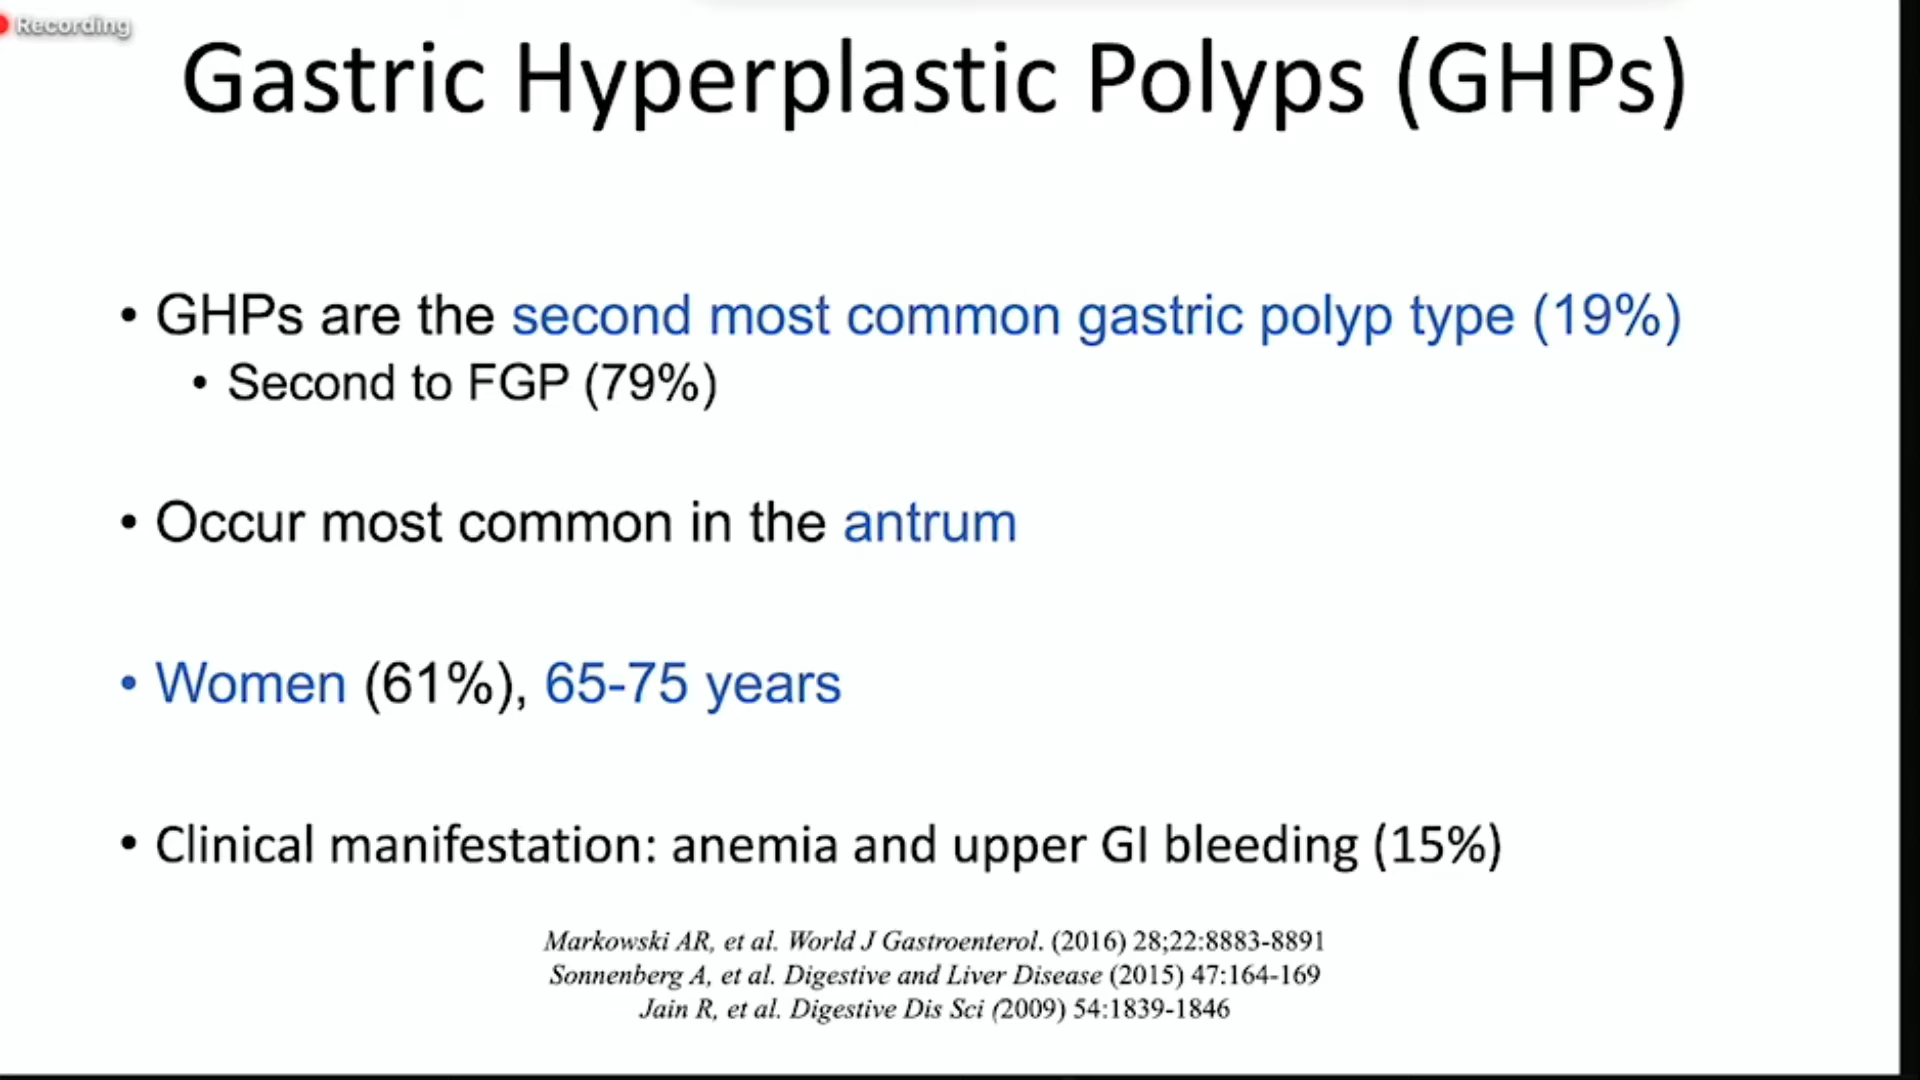 Recording
Gastric Hyperplastic Polyps (GHPs)
• GHPs are the second most common gastric polyp type (19%)
• Second to FGP (79%)
• Occur most common in the antrum
• Women (61%), 65-75 years
• Clinical manifestation: anemia and upper GI bleeding (15%)
Markowski AR, et al. World J Gastroenterol. (2016) 28;22:8883-8891
Sonnenberg A, et al. Digestive and Liver Disease (2015) 47:164-169
Jain R, et al. Digestive Dis Sci (2009) 54:1839-1846